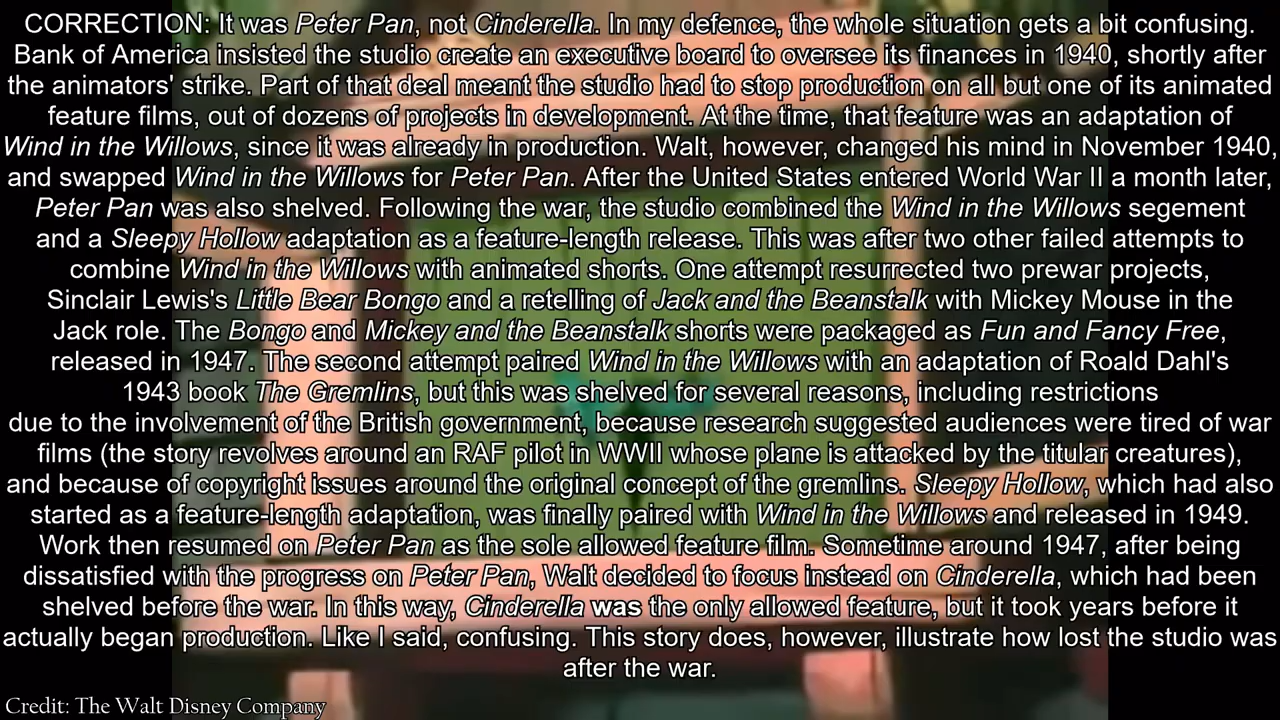 CORRECTION: It was Peter Pan, not Cinderella. In my defence, the whole situation gets a bit confusing.
Bank of America insisted the studio create an executive board to oversee its finances in 1940, shortly after
the animators' strike. Part of that deal meant the studio had to stop production on all but one of its animated
feature films, out of dozens of projects in development. At the time, that feature was an adaptation of
Wind in the Willows, since it was already in production. Walt, however, changed his mind in November 1940,
and swapped Wind in the Willows for Peter Pan. After the United States entered World War II a month later,
Peter Pan was also shelved. Following the war, the studio combined the Wind in the Willows segement
and a Sleepy Hollow adaptation as a feature-length release. This was after two other failed attempts to
combine Wind in the Willows with animated shorts. One attempt resurrected two prewar projects,
Sinclair Lewis's Little Bear Bongo and a retelling of Jack and the Beanstalk with Mickey Mouse in the
Jack role. The Bongo and Mickey and the Beanstalk shorts were packaged as Fun and Fancy Free,
released in 1947. The second attempt paired Wind in the Willows with an adaptation of Roald Dahl's
1943 book The Gremlins, but this was shelved for several reasons, including restrictions
due to the involvement of the British government, because research suggested audiences were tired of war
films (the story revolves around an RAF pilot in WWII whose plane is attacked by the titular creatures),
and because of copyright issues around the original concept of the gremlins. Sleepy Hollow, which had also
started as a feature-length adaptation, was finally paired with Wind in the Willows and released in 1949.
Work then resumed on Peter Pan as the sole allowed feature film. Sometime around 1947, after being
dissatisfied with the progress on Peter Pan, Walt decided to focus instead on Cinderella, which had been
shelved before the war. In this way, Cinderella was the only allowed feature, but it took years before it
actually began production. Like I said, confusing. This story does, however, illustrate how lost the studio was
after the war.
Credit: The Walt Disney Company